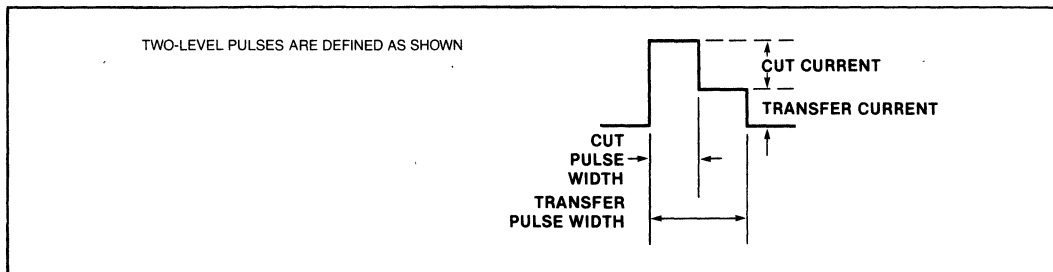 TWO-LEVEL PULSES ARE DEFINED AS SHOWN
CUT CURRENT
TRANSFER CURRENT
CUT
PULSE
WIDTH
TRANSFER
PULSE WIDTH